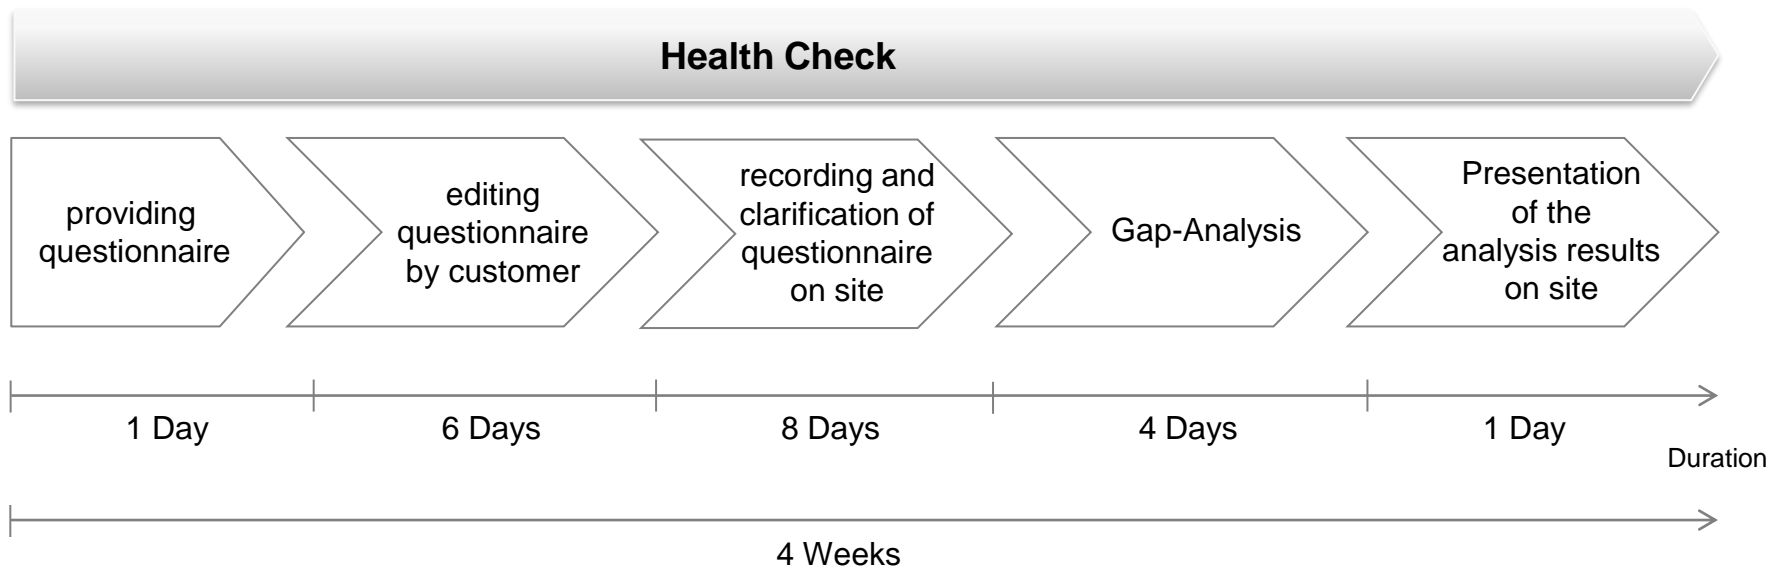 Health Check
providing
questionnaire
editing
questionnaire
by customer
recording and
clarification of
questionnaire
on site
Gap-Analysis
Presentation
of the
analysis results
on site
1 Day
6 Days
8 Days
4 Days
1 Day
Duration
4 Weeks